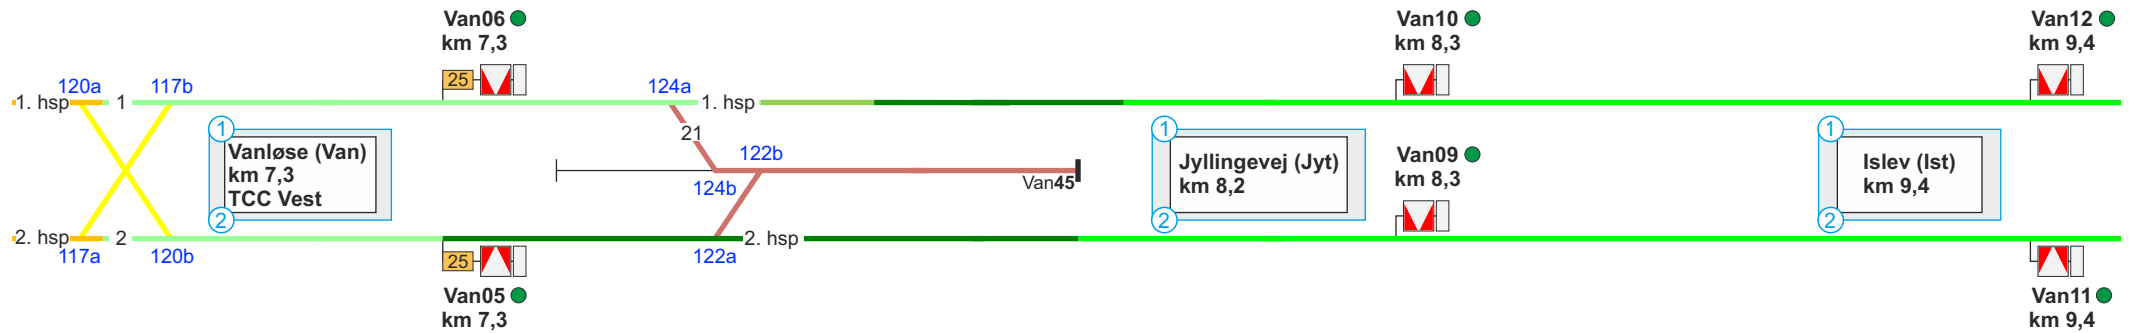 Van06
km 7,3
Van10
km 8,3
Van12
km 9,4
120a
117b
25
124a
1. hsp
1
1. hsp
21
1
Vanløse (Van)
km 7,3
TCC Vest
2
122b
124b
Van45
1
Jyllingevej (Jyt)
km 8,2
2
Van09
km 8,3
1
Islev (Ist)
km 9,4
2
2. hsp
2
2. hsp
117a
120b
25
122a
Van05
km 7,3
Van11
km 9,4